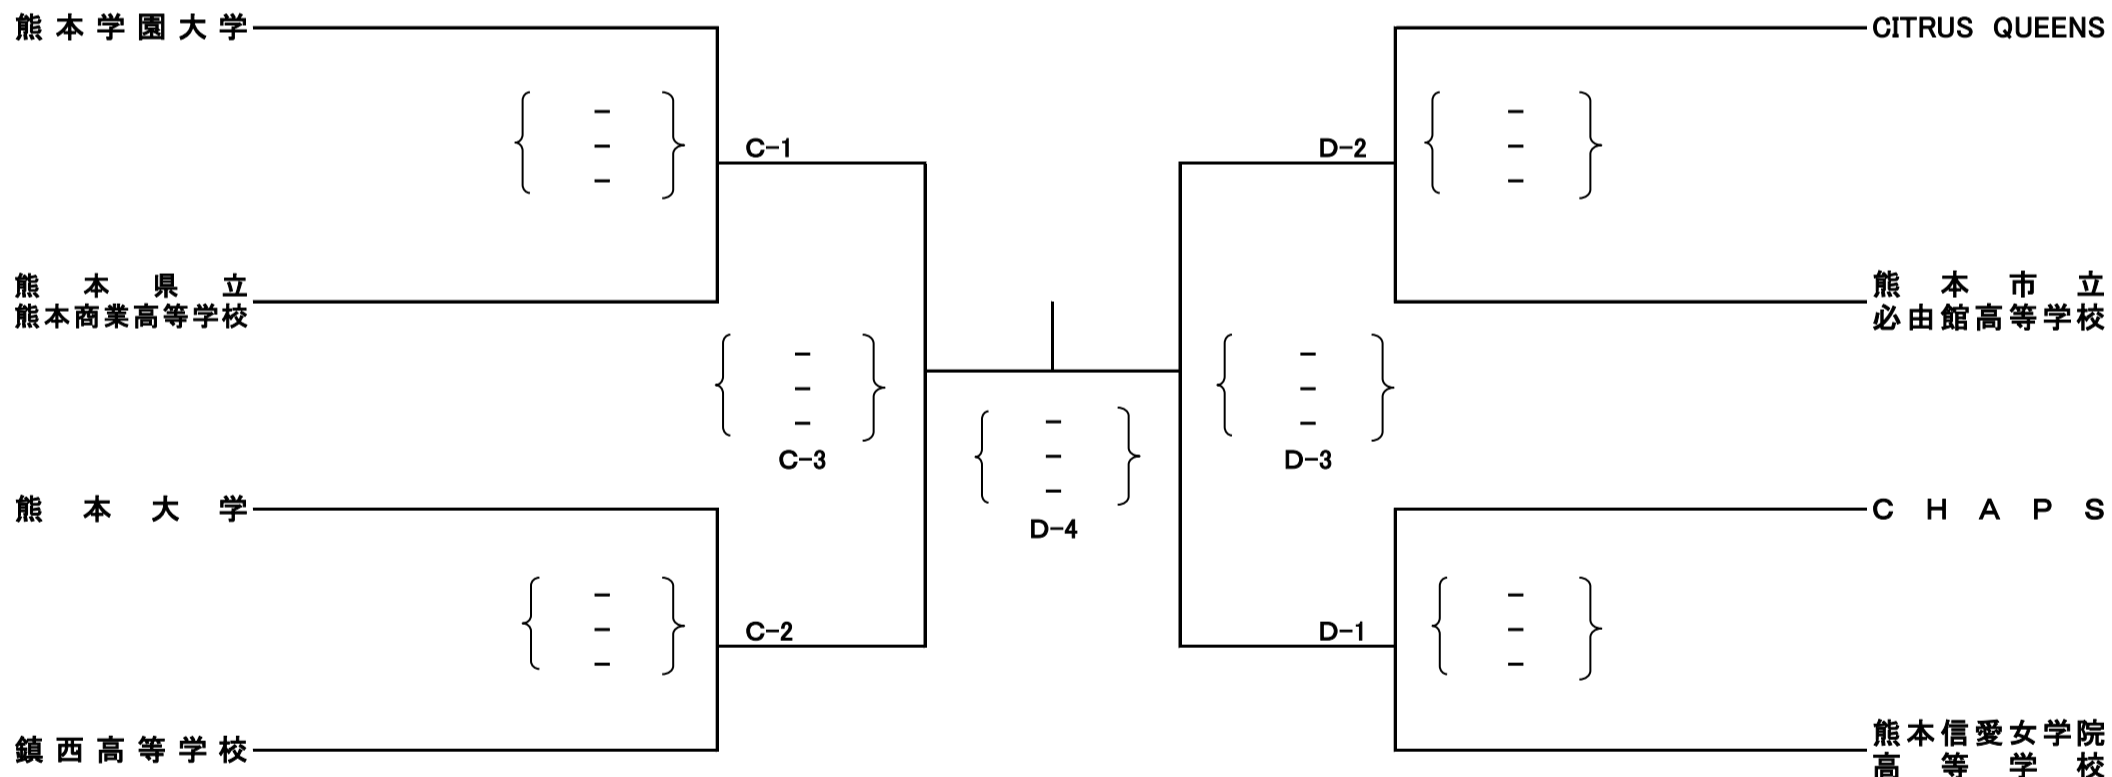 熊本学園大学
CITRUS QUEENS
－ －
－ －
－ －
C-1
D-2
熊本県立
熊本商業高等学校
熊本市立
必由館高等学校
－ －
－ －
－ －
C-3
D-3
－
－
－
D-4
熊本大学
CHAPS
－ －
－ －
－ －
C-2
D-1
鎮西高等学校
熊本信愛女学院
高等学校